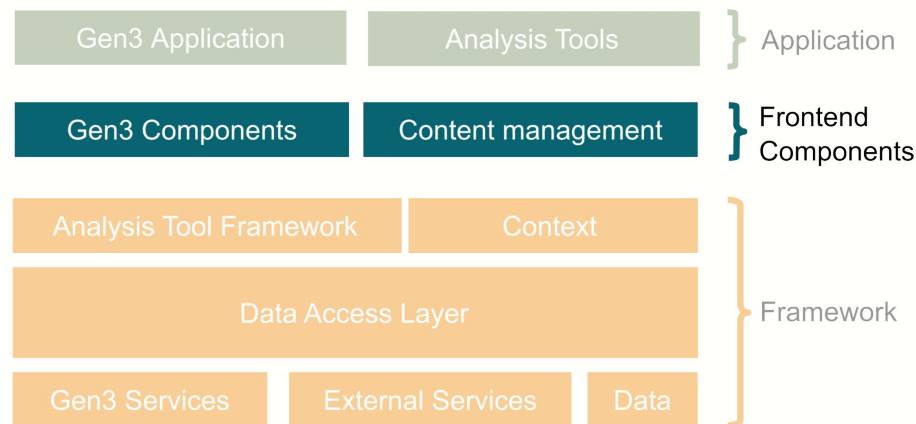 Gen3 Application
Analysis Tools
Application
Gen3 Components
Content management
Frontend
Components
Analysis Tool Framework
Context
Data Access Layer
Framework
Gen3 Services
External Services
Data